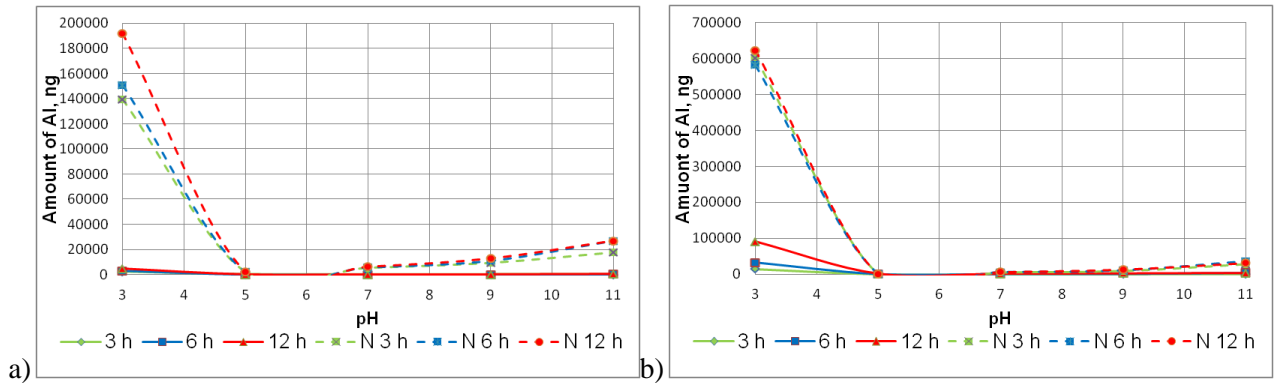 Amount of Al, ng
200000
180000
160000
140000
120000
100000
80000
60000
40000
20000
0
3 4 5 6 7 8 9 10 11
pH
3 h 6 h 12 h N 3 h N 6 h N 12 h
a)
Amuont of Al, ng
700000
600000
500000
400000
300000
200000
100000
0
3 4 5 6 7 8 9 10 11
pH
3 h 6 h 12 h N 3 h N 6 h N 12 h
b)